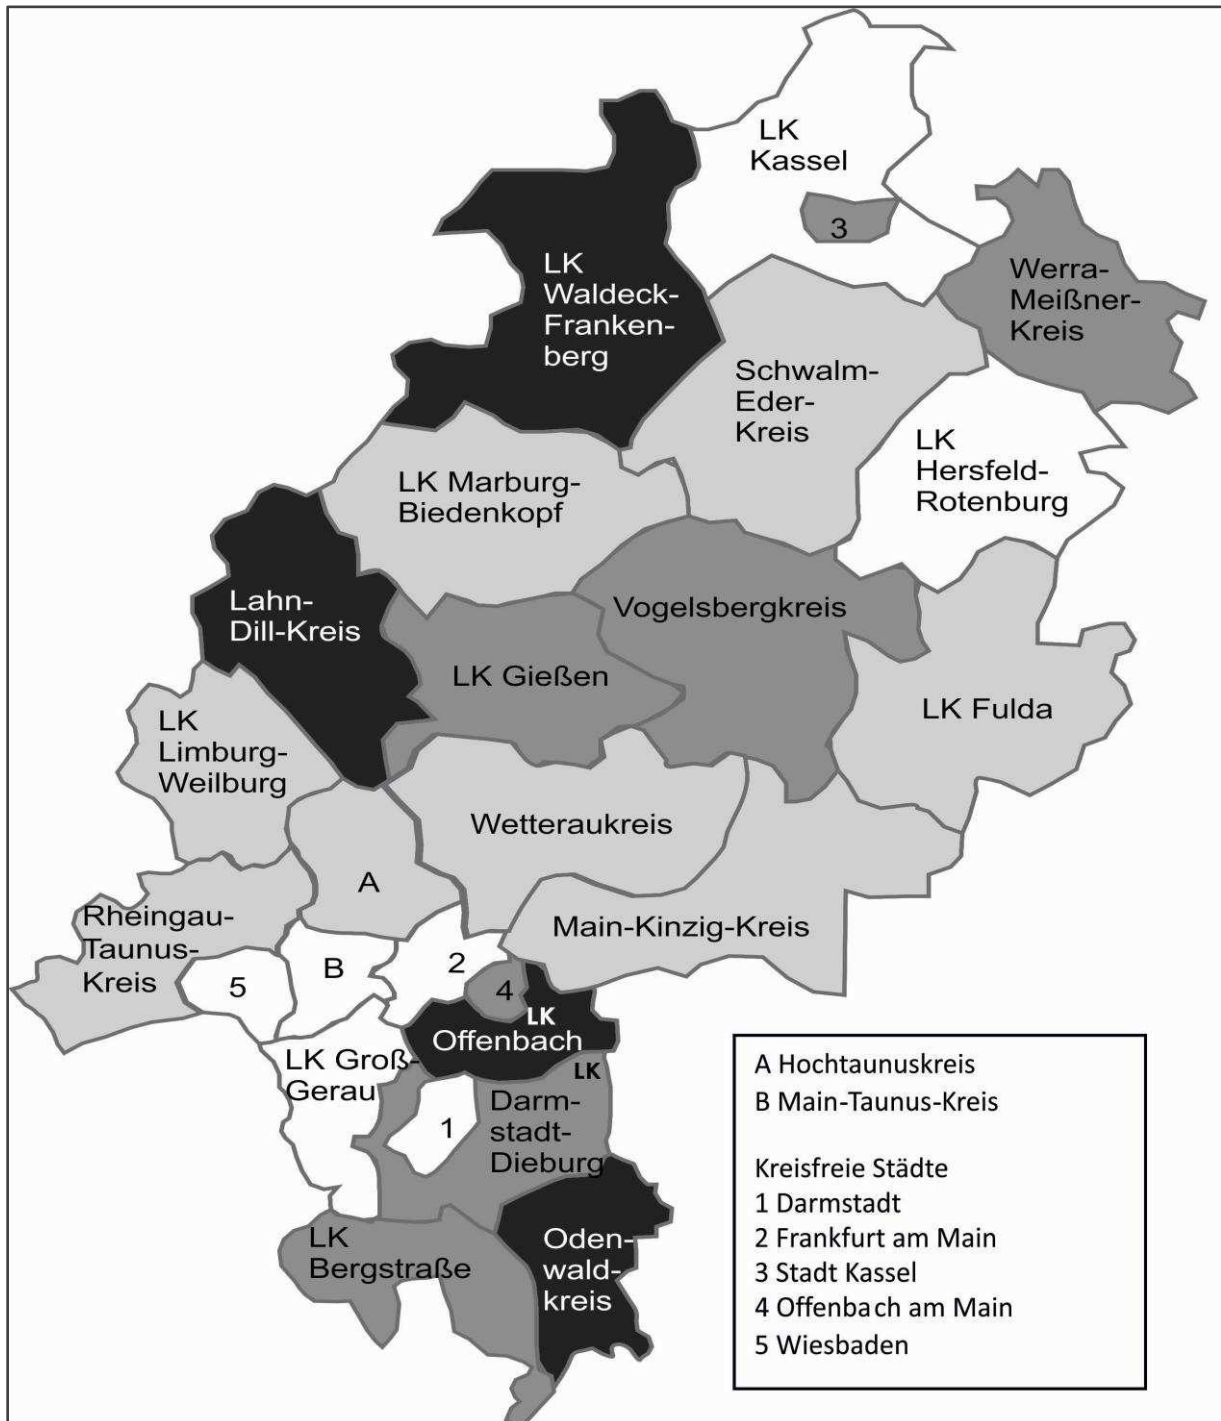 LK
Kassel
3
LK
Waldeck-
Franken-
berg
Werra-
Meißner-
Kreis
Schwalm-
Eder-
Kreis
LK
Hersfeld-
Rotenburg
LK Marburg-
Biedenkopf
Lahn-
Dill-Kreis
Vogelsbergkreis
LK Gießen
LK Fulda
LK
Limburg-
Weilburg
Wetteraukreis
A
Rheingau-
Taunus-
Kreis
Main-Kinzig-Kreis
B
2
5
4
LK
Offenbach
LK Groß-
Gerau
LK
Darm-
stadt-
Dieburg
1
LK
Bergstraße
Oden-
wald-
kreis
A Hochtaunuskreis
B Main-Taunus-Kreis
Kreisfreie Städte
1 Darmstadt
2 Frankfurt am Main
3 Stadt Kassel
4 Offenbach am Main
5 Wiesbaden